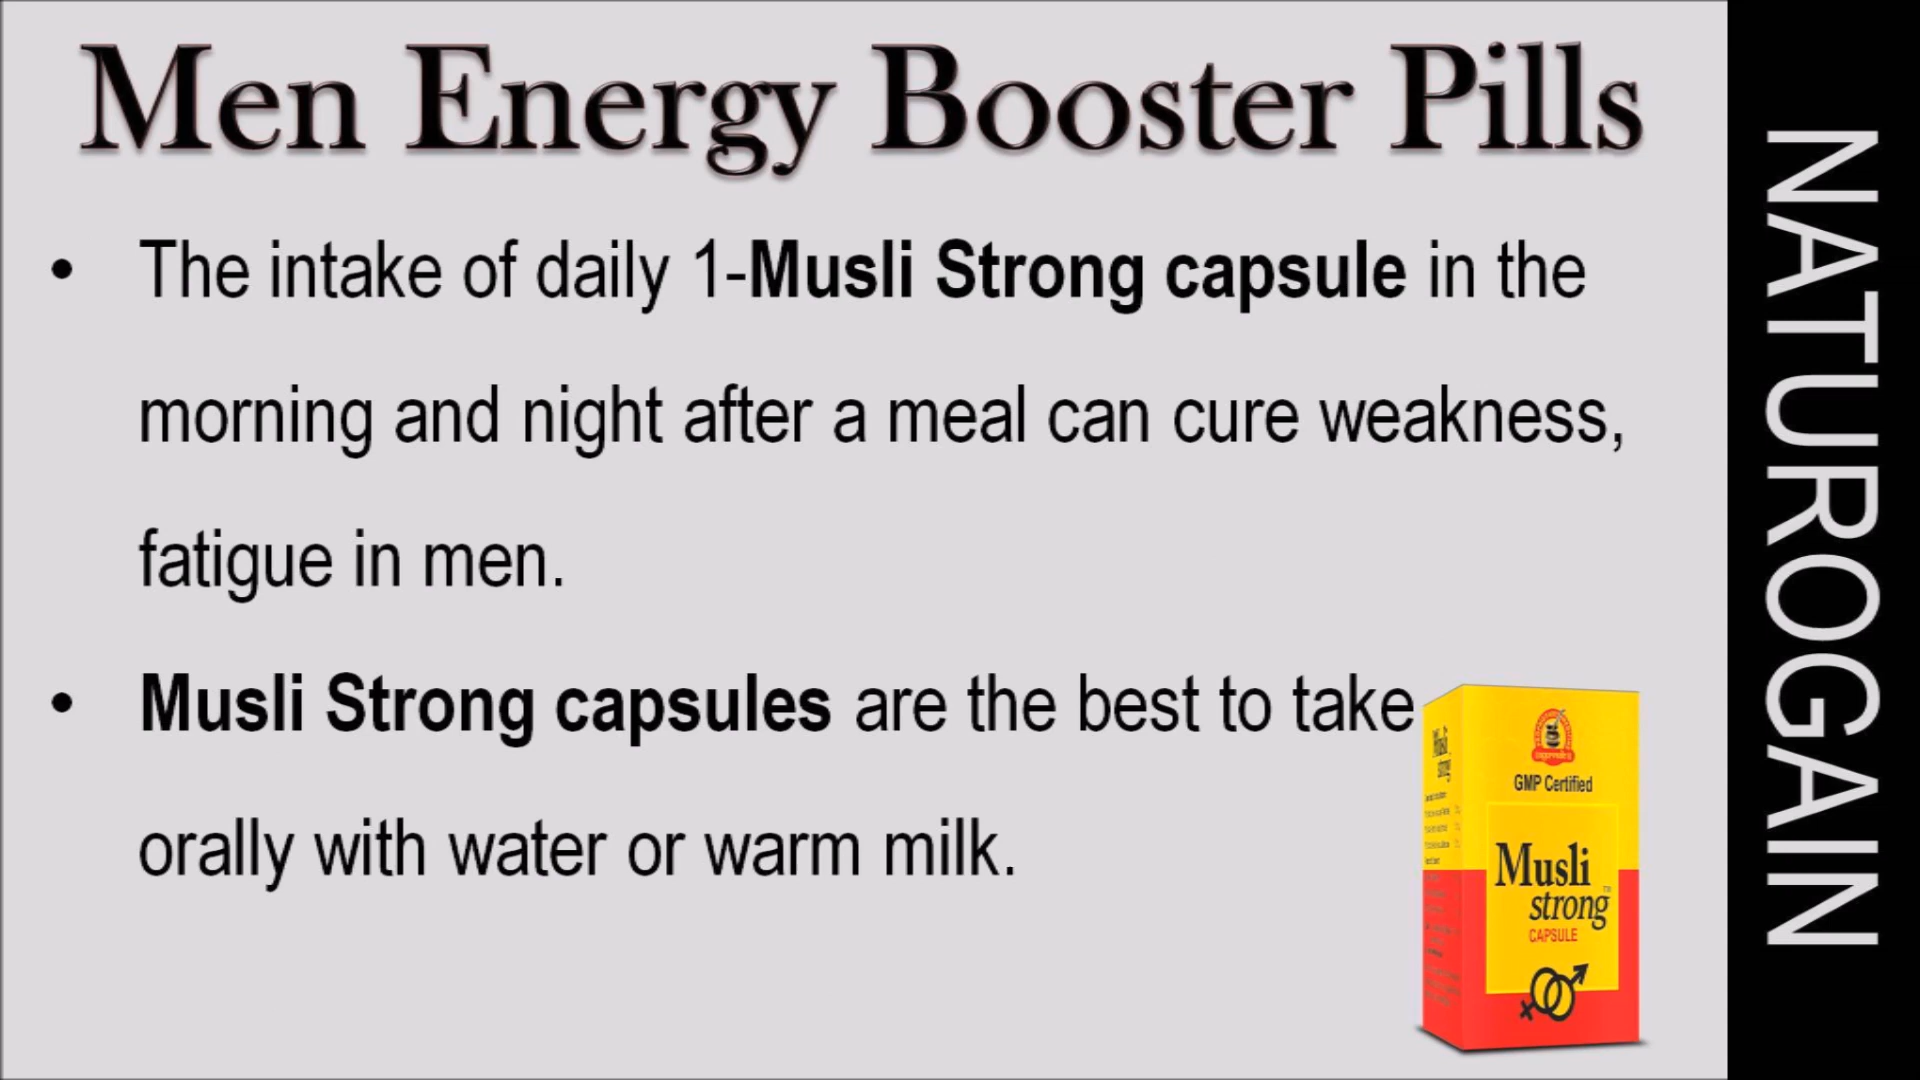 Men Energy Booster Pills
• The intake of daily 1-Musli Strong capsule in the
morning and night after a meal can cure weakness,
fatigue in men.
• Musli Strong capsules are the best to take
orally with water or warm milk.
GMP Certified
Musli
strong
CAPSULE
Musli
strong
NATUROGAIN